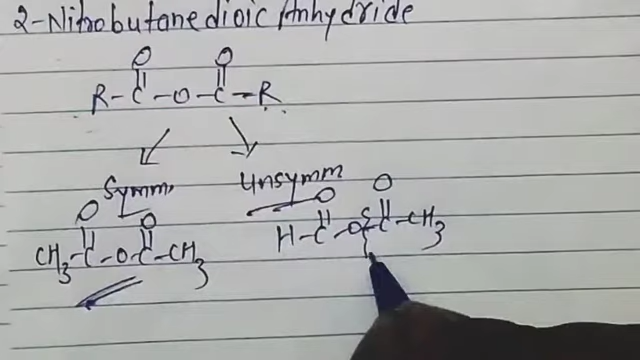 2-Nitrobutanedioic Anhydride
O O
R-C-O-C-R
Symm. Unsymm
O O O O
CH3-C-O-C-CH3 H-C-O-C-CH3